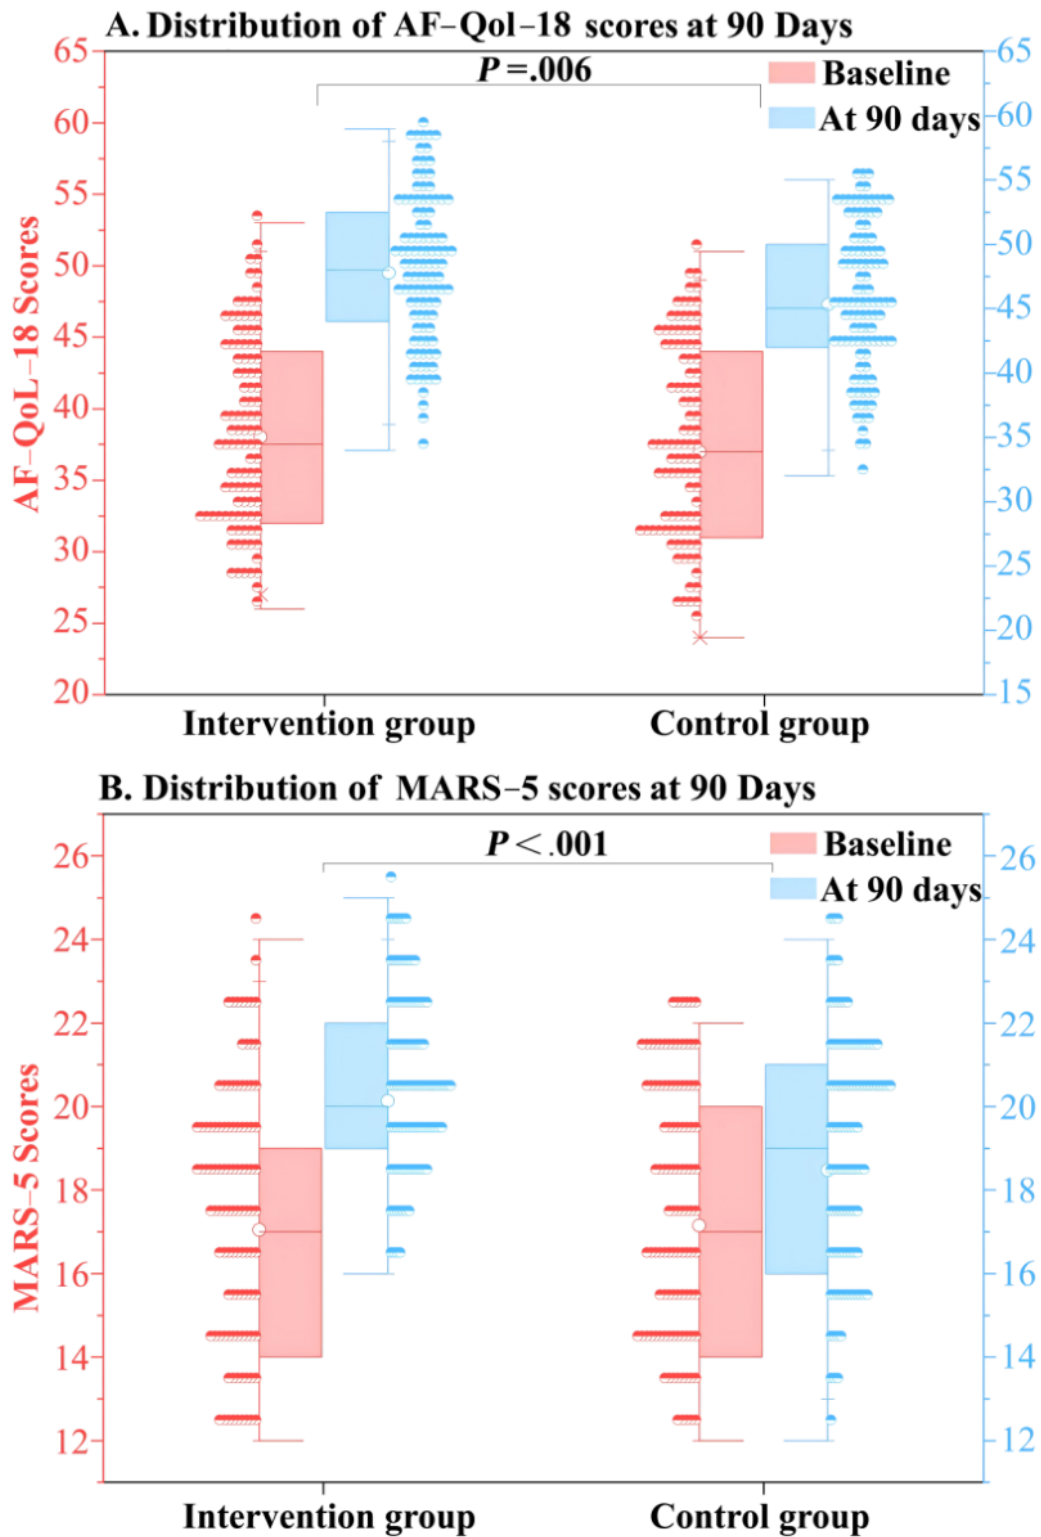 A. Distribution of AF-Qol-18 scores at 90 Days
P=.006
Baseline
At 90 days
AF-QoL-18 Scores
65
60
55
50
45
40
35
30
25
20
65
60
55
50
45
40
35
30
25
20
15
Intervention group
Control group
B. Distribution of MARS-5 scores at 90 Days
P< .001
Baseline
At 90 days
MARS-5 Scores
26
24
22
20
18
16
14
12
26
24
22
20
18
16
14
12
Intervention group
Control group